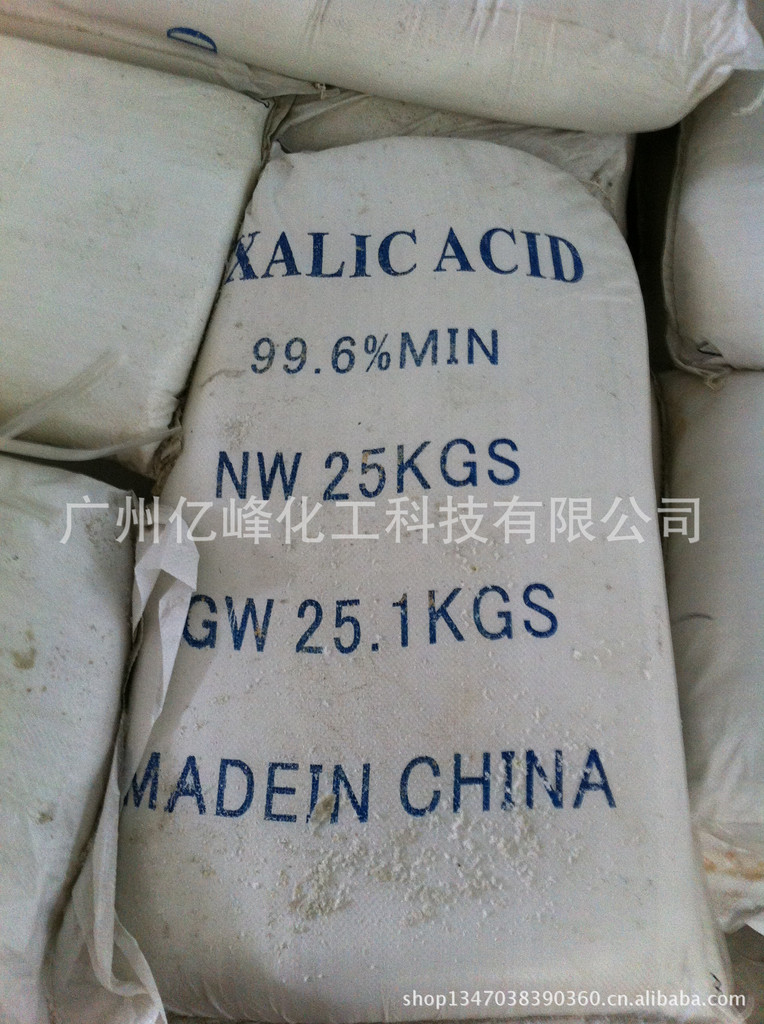 XALIC ACID
99.6%MIN
NW 25KGS
广州亿峰化工科技有限公司
GW 25.1KGS
MADEIN CHINA
shop1347038390360.cn.alibaba.com